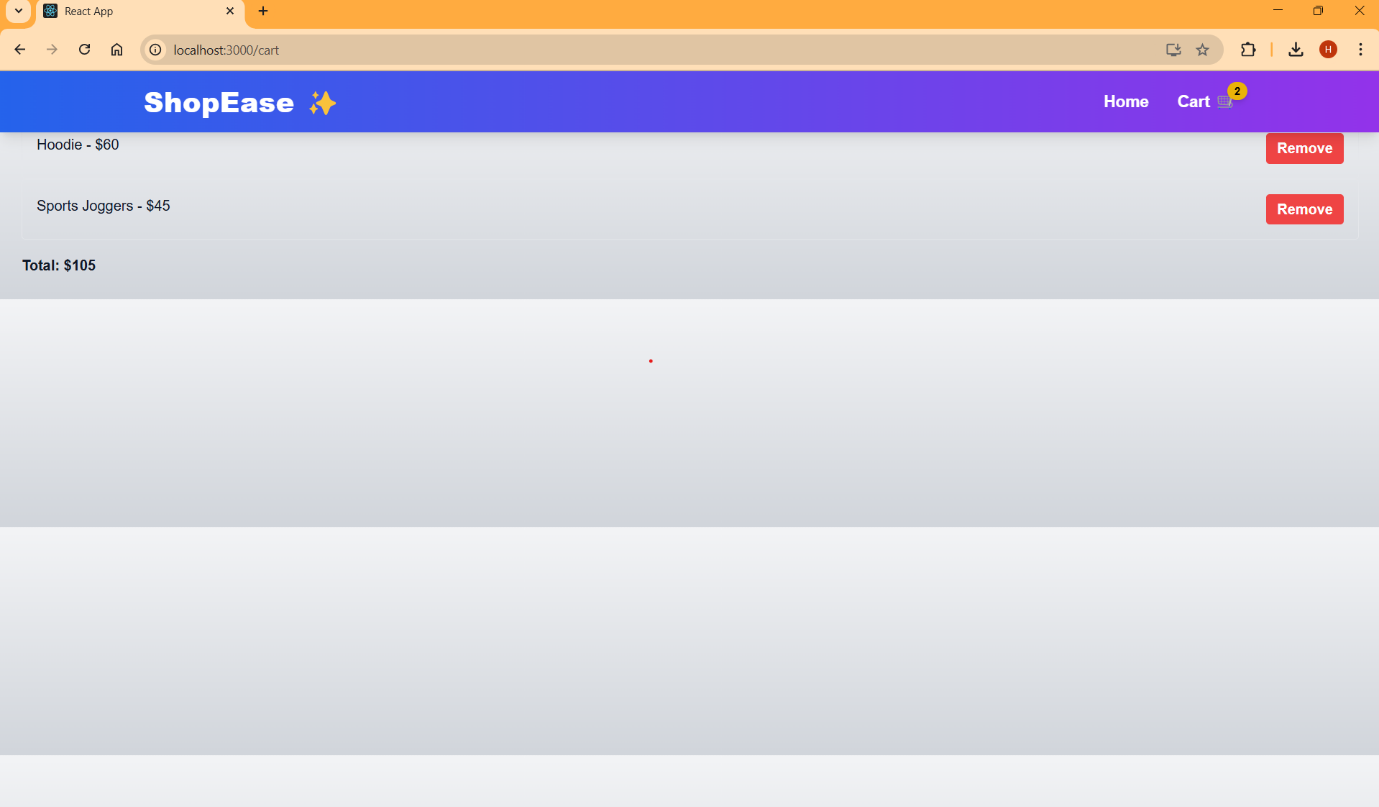 React App
localhost:3000/cart
H
ShopEase ✨
Home Cart 2
Hoodie - $60 Remove
Sports Joggers - $45 Remove
Total: $105